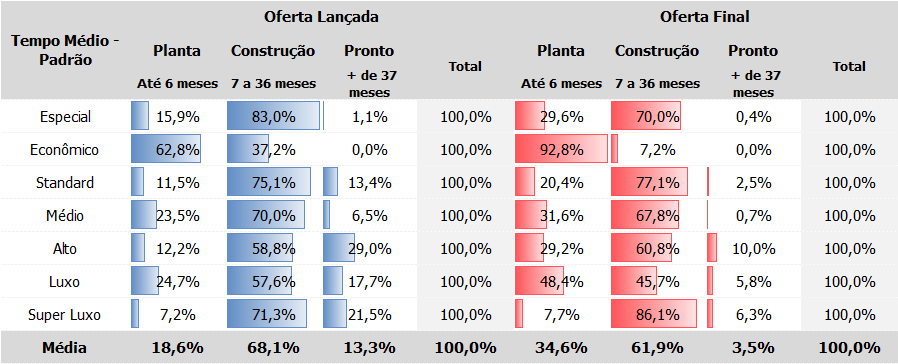 Tempo Médio - Padrão Oferta Lançada Oferta Final
Planta Construção Pronto Total Planta Construção Pronto Total
Até 6 meses 7 a 36 meses + de 37 meses Até 6 meses 7 a 36 meses + de 37 meses
Especial 15,9% 83,0% 1,1% 100,0% 29,6% 70,0% 0,4% 100,0%
Econômico 62,8% 37,2% 0,0% 100,0% 92,8% 7,2% 0,0% 100,0%
Standard 11,5% 75,1% 13,4% 100,0% 20,4% 77,1% 2,5% 100,0%
Médio 23,5% 70,0% 6,5% 100,0% 31,6% 67,8% 0,7% 100,0%
Alto 12,2% 58,8% 29,0% 100,0% 29,2% 60,8% 10,0% 100,0%
Luxo 24,7% 57,6% 17,7% 100,0% 48,4% 45,7% 5,8% 100,0%
Super Luxo 7,2% 71,3% 21,5% 100,0% 7,7% 86,1% 6,3% 100,0%
Média 18,6% 68,1% 13,3% 100,0% 34,6% 61,9% 3,5% 100,0%